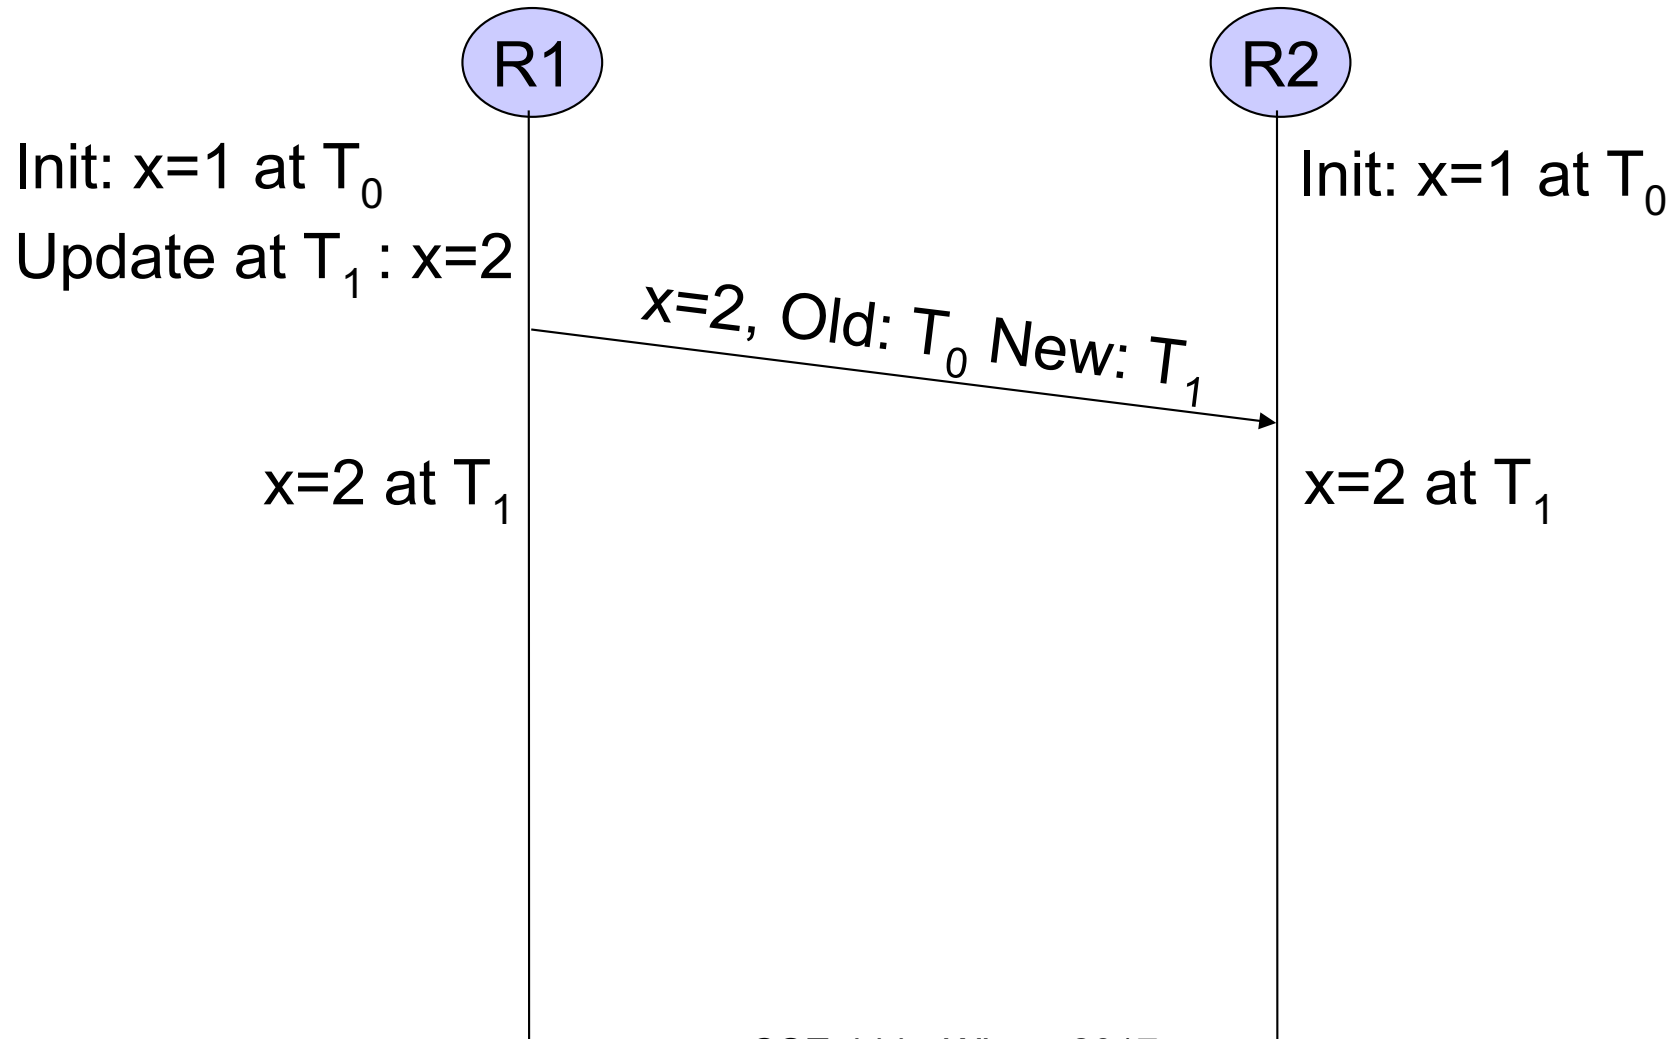 R1
R2
Init: x=1 at T₀
Init: x=1 at T₀
Update at T₁ : x=2
x=2, Old: T₀ New: T₁
x=2 at T₁
x=2 at T₁